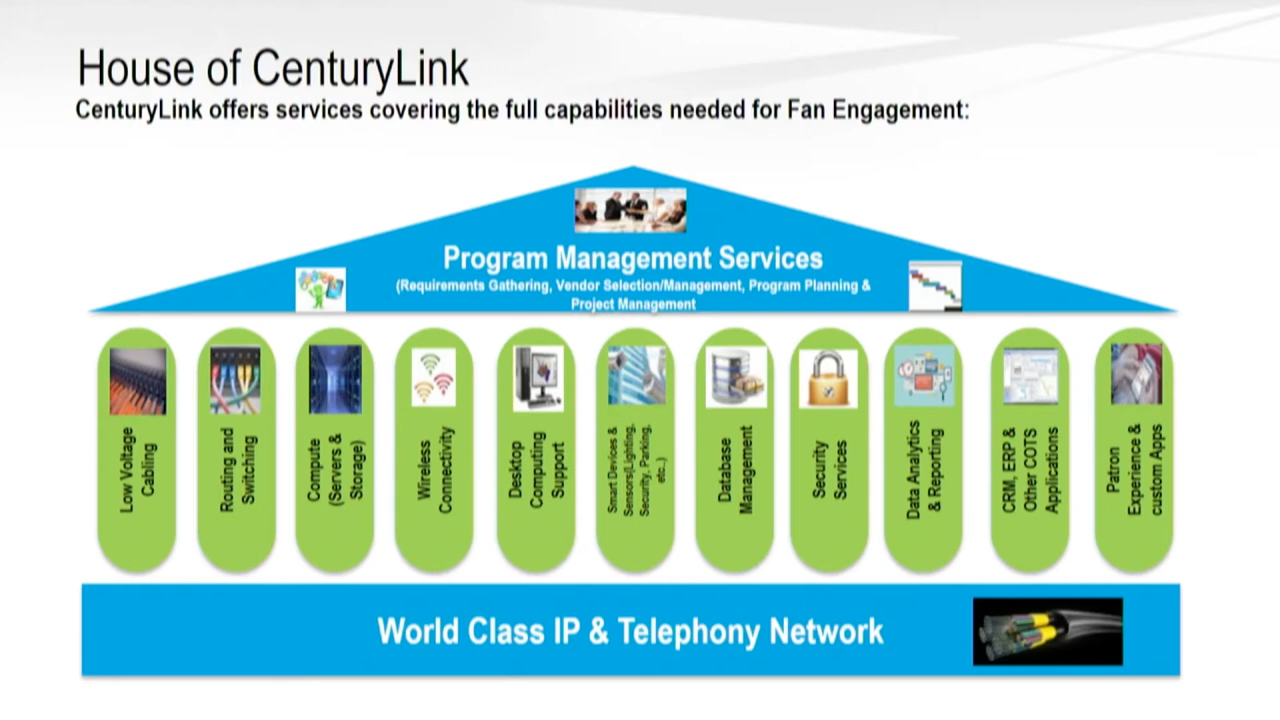 House of CenturyLink
CenturyLink offers services covering the full capabilities needed for Fan Engagement:
Program Management Services
(Requirements Gathering, Vendor Selection/Management, Program Planning &
Project Management
Low Voltage
Cabling
Routing and
Switching
Compute
(Servers &
Storage)
Wireless
Connectivity
Desktop
Computing
Support
Smart Devices &
Sensors(Lighting,
Security, Parking,
etc..)
Database
Management
Security
Services
Data Analytics
& Reporting
CRM, ERP &
Other COTS
Applications
Patron
Experience &
custom Apps
World Class IP & Telephony Network